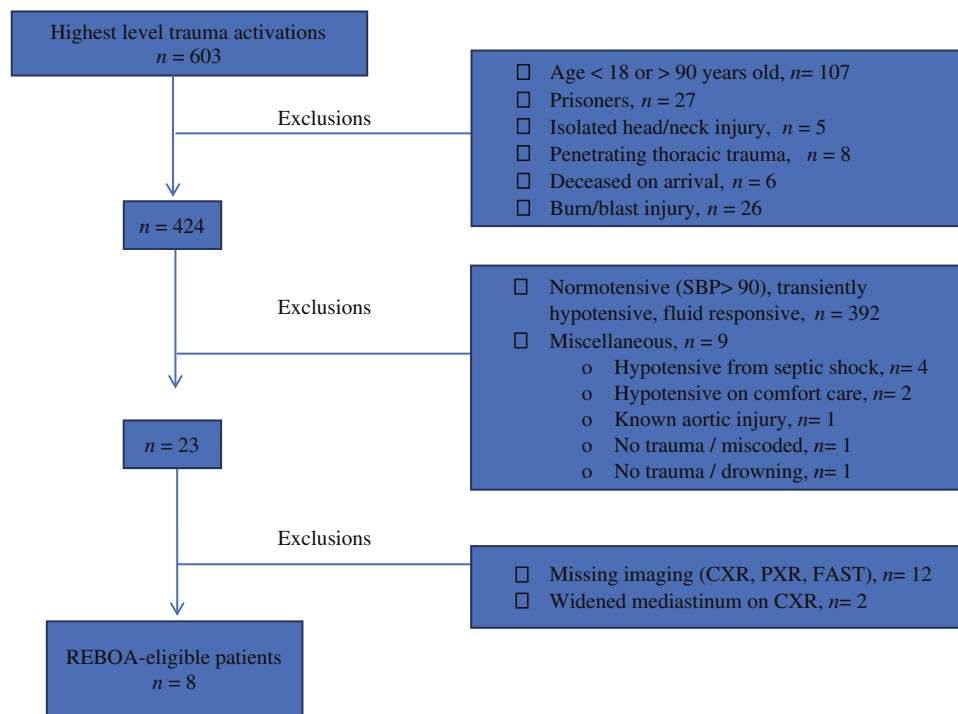 Highest level trauma activations
n = 603
Exclusions
☐ Age < 18 or > 90 years old, n= 107
☐ Prisoners, n = 27
☐ Isolated head/neck injury, n = 5
☐ Penetrating thoracic trauma, n = 8
☐ Deceased on arrival, n = 6
☐ Burn/blast injury, n = 26
n = 424
Exclusions
☐ Normotensive (SBP> 90), transiently
hypotensive, fluid responsive, n = 392
☐ Miscellaneous, n = 9
o Hypotensive from septic shock, n= 4
o Hypotensive on comfort care, n= 2
o Known aortic injury, n= 1
o No trauma / miscoded, n= 1
o No trauma / drowning, n= 1
n = 23
Exclusions
☐ Missing imaging (CXR, PXR, FAST), n= 12
☐ Widened mediastinum on CXR, n= 2
REBOA-eligible patients
n = 8